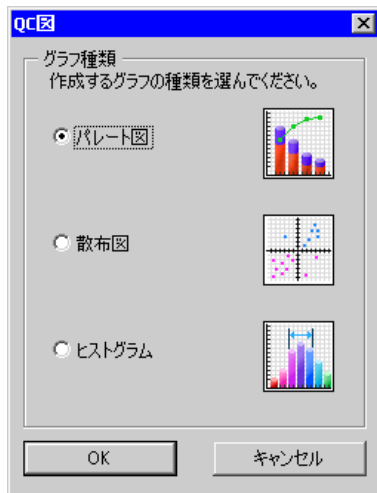 QC図
グラフ種類
作成するグラフの種類を選んでください。
パレート図
散布図
ヒストグラム
OK
キャンセル